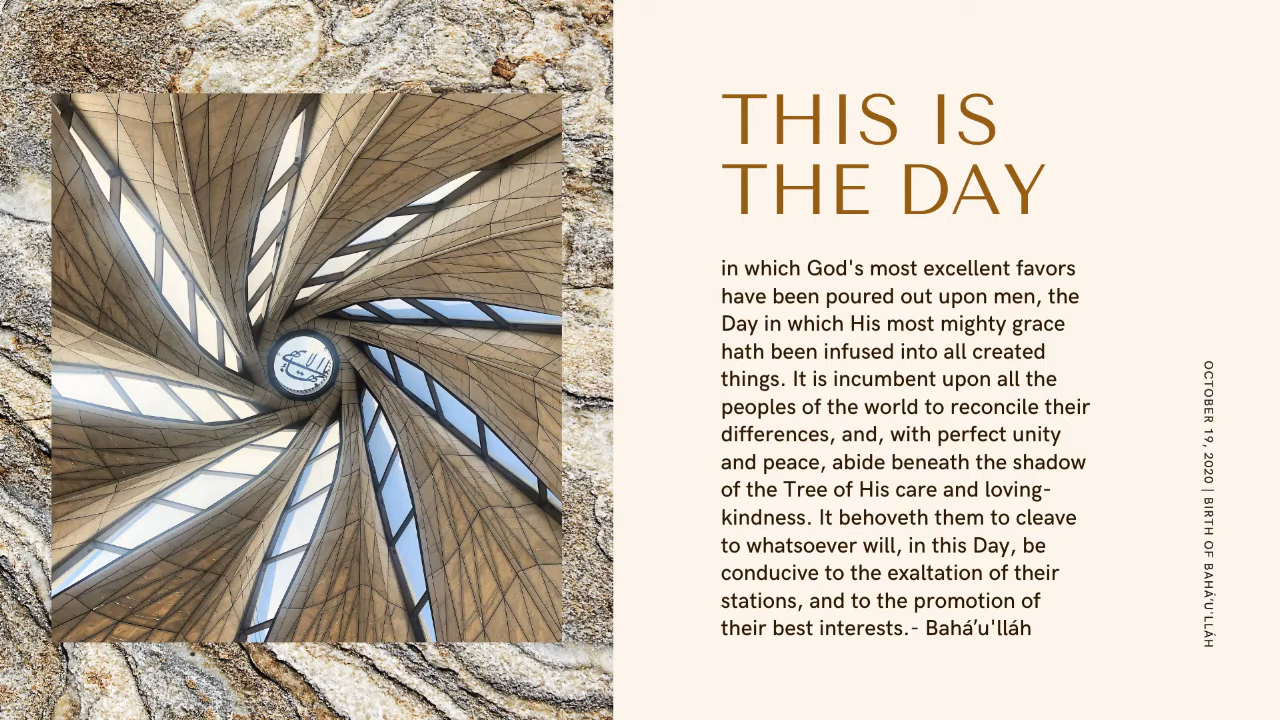 THIS IS
THE DAY
in which God's most excellent favors
have been poured out upon men, the
Day in which His most mighty grace
hath been infused into all created
things. It is incumbent upon all the
peoples of the world to reconcile their
differences, and, with perfect unity
and peace, abide beneath the shadow
of the Tree of His care and loving-
kindness. It behoveth them to cleave
to whatsoever will, in this Day, be
conducive to the exaltation of their
stations, and to the promotion of
their best interests.- Bahá’u'lláh
OCTOBER 19, 2020 | BIRTH OF BAHÁ'U'LLÁH